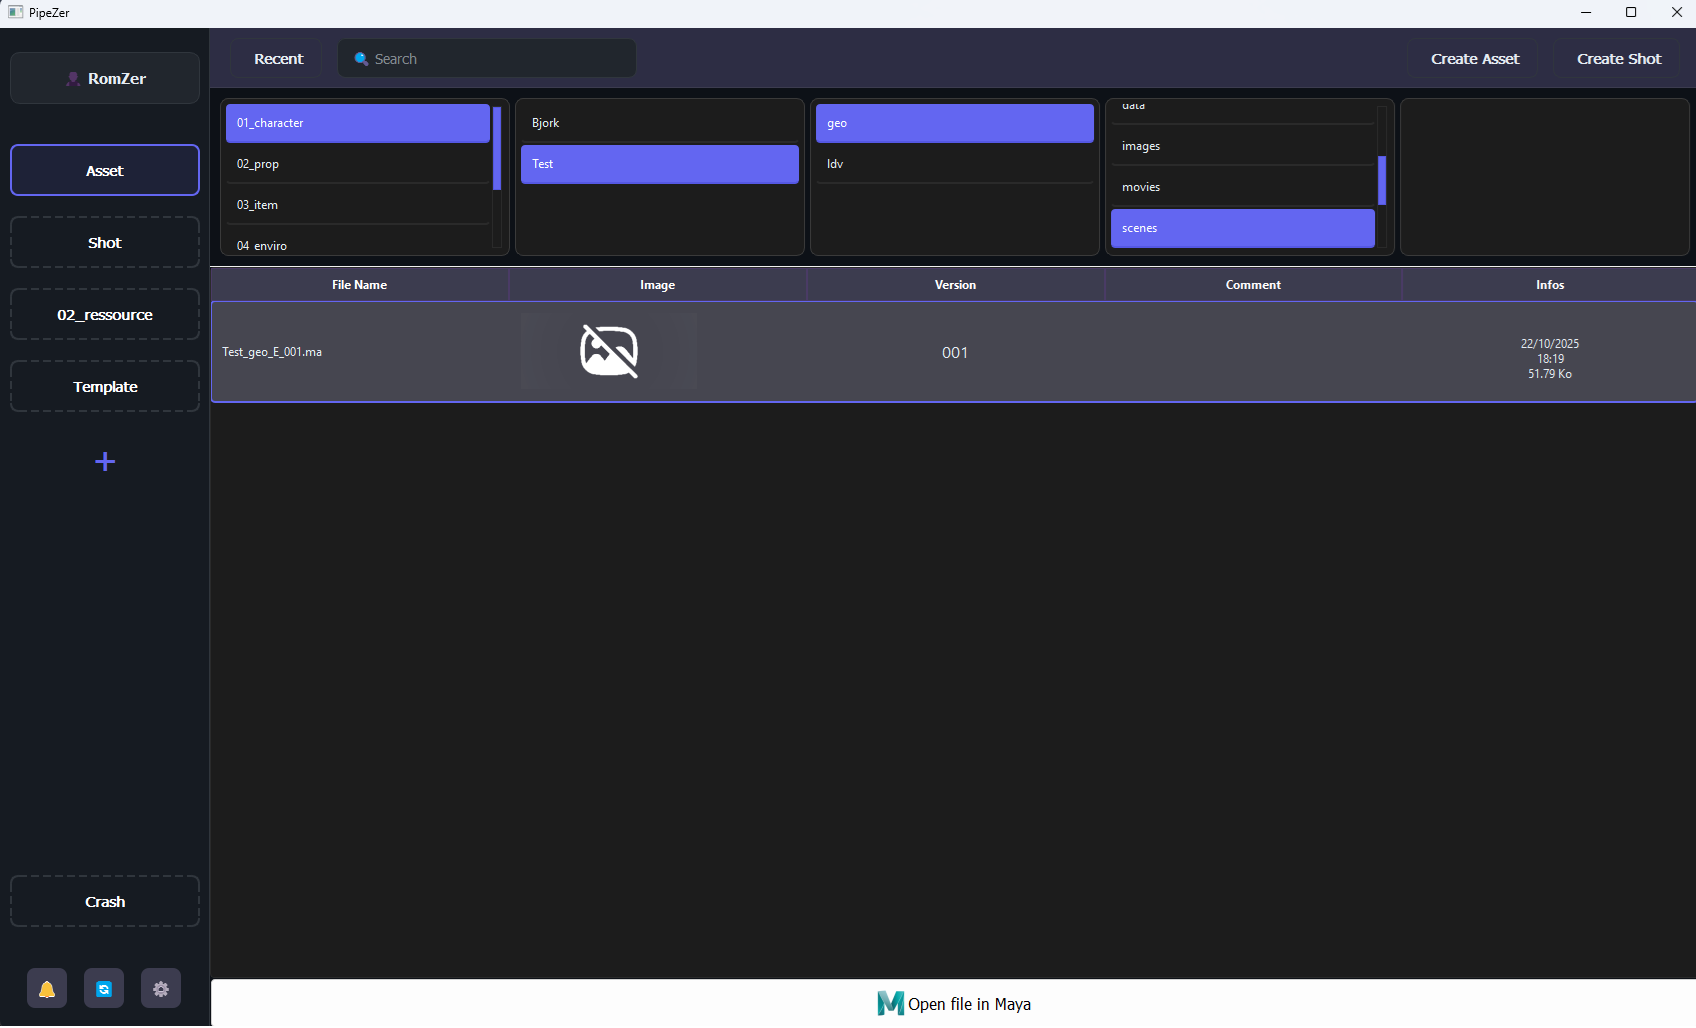 PipeZer
RomZer
Asset
Shot
02_ressource
Template
+
Crash
Recent
Search
Create Asset
Create Shot
01_character
02_prop
03_item
04_enviro
Bjork
Test
geo
ldv
data
images
movies
scenes
File Name
Image
Version
Comment
Infos
Test_geo_E_001.ma
001
22/10/2025
18:19
51.79 Ko
Open file in Maya